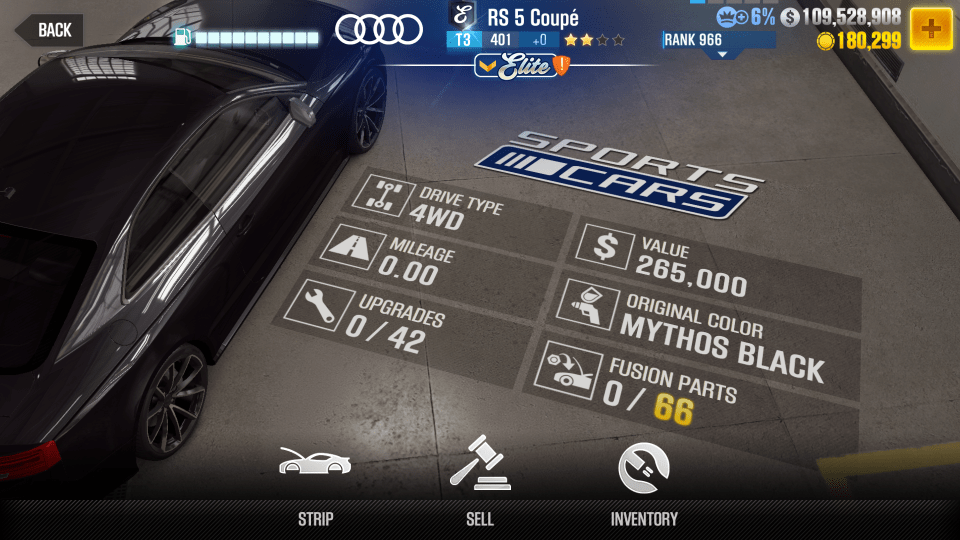 BACK
RS 5 Coupé
T3 401 +0
Elite
6%
$ 109,528,908
RANK 966
180,299
SPORTS
CARS
DRIVE TYPE
4WD
MILEAGE
0.00
UPGRADES
0 / 42
VALUE
265,000
ORIGINAL COLOR
MYTHOS BLACK
FUSION PARTS
0 / 66
STRIP
SELL
INVENTORY